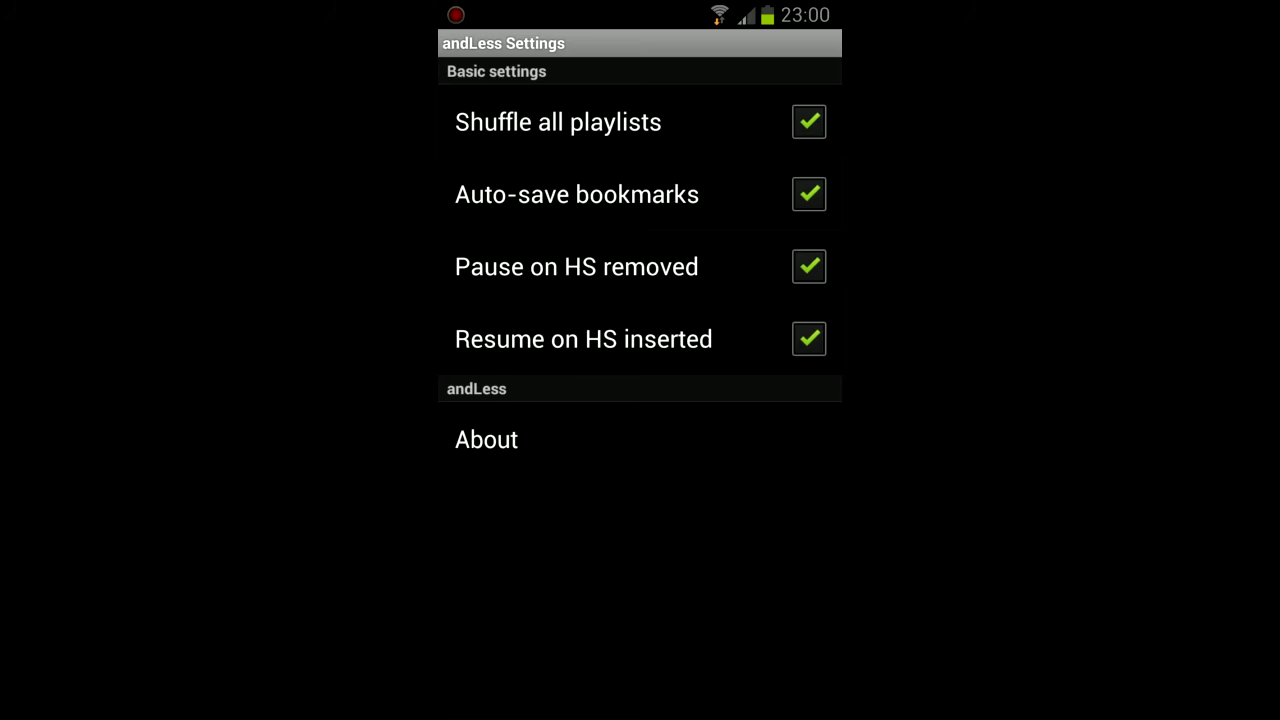 23:00
andLess Settings
Basic settings
Shuffle all playlists
Auto-save bookmarks
Pause on HS removed
Resume on HS inserted
andLess
About